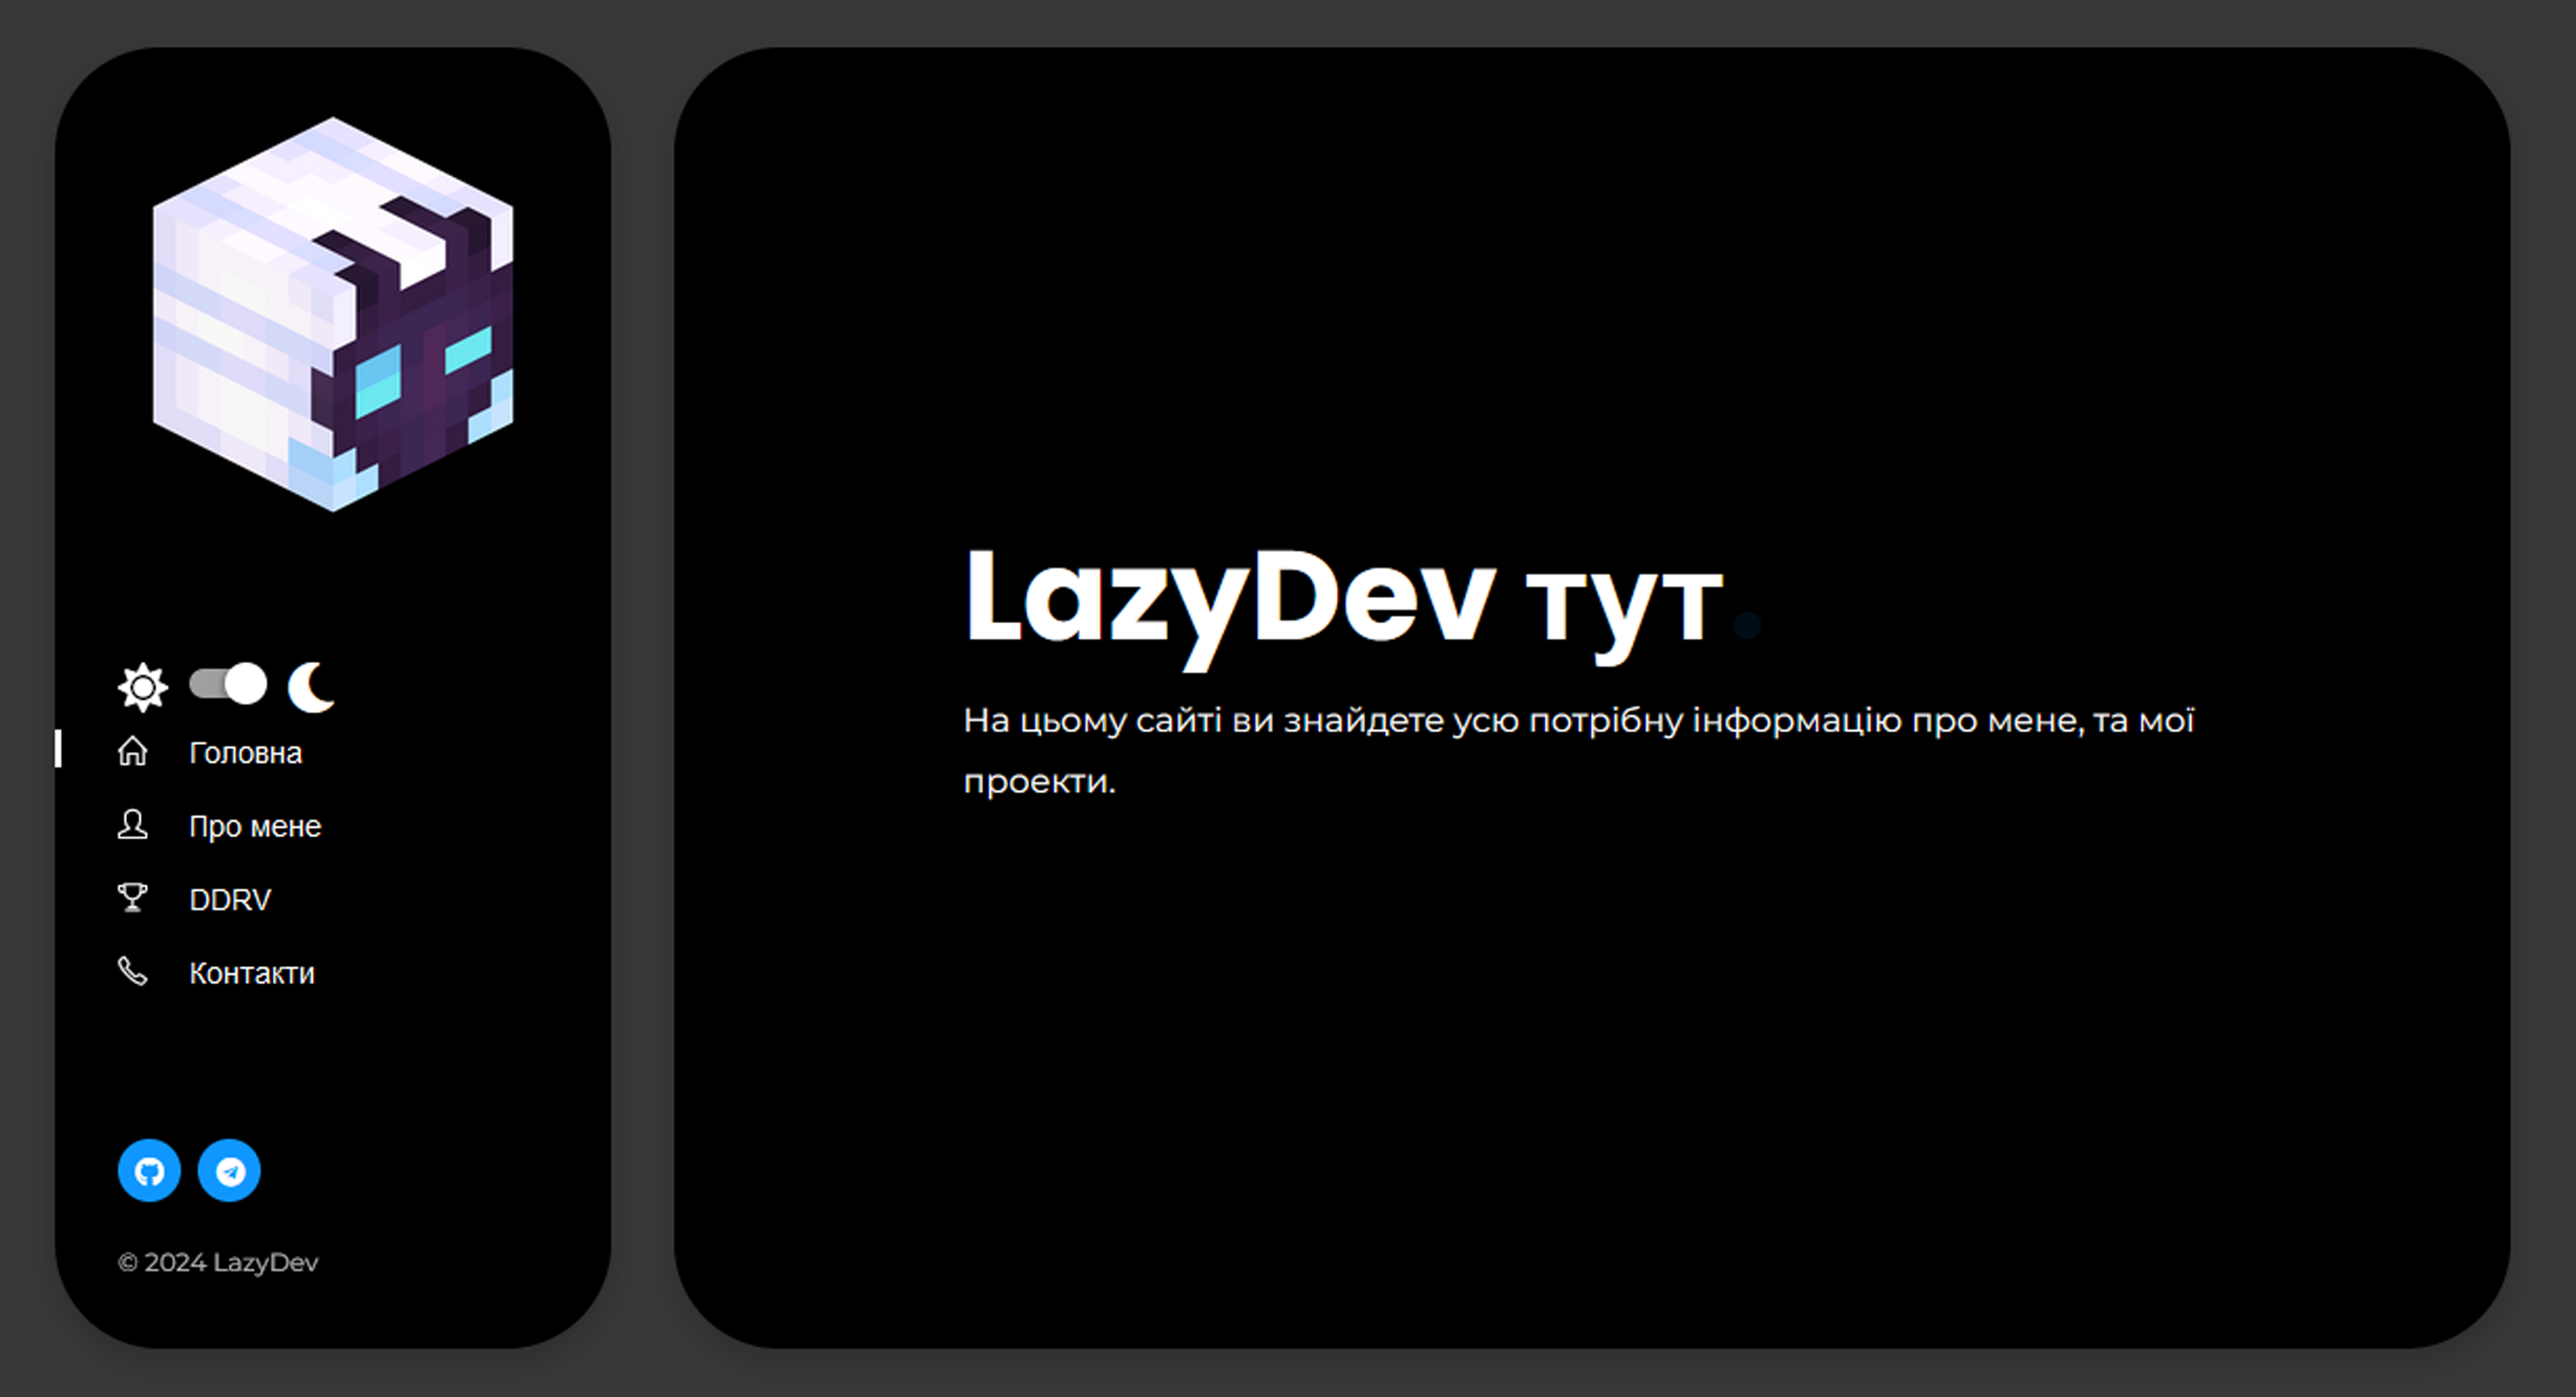 Головна
Про мене
DDRV
Контакти
© 2024 LazyDev
LazyDev тут.
На цьому сайті ви знайдете усю потрібну інформацію про мене, та мої
проекти.